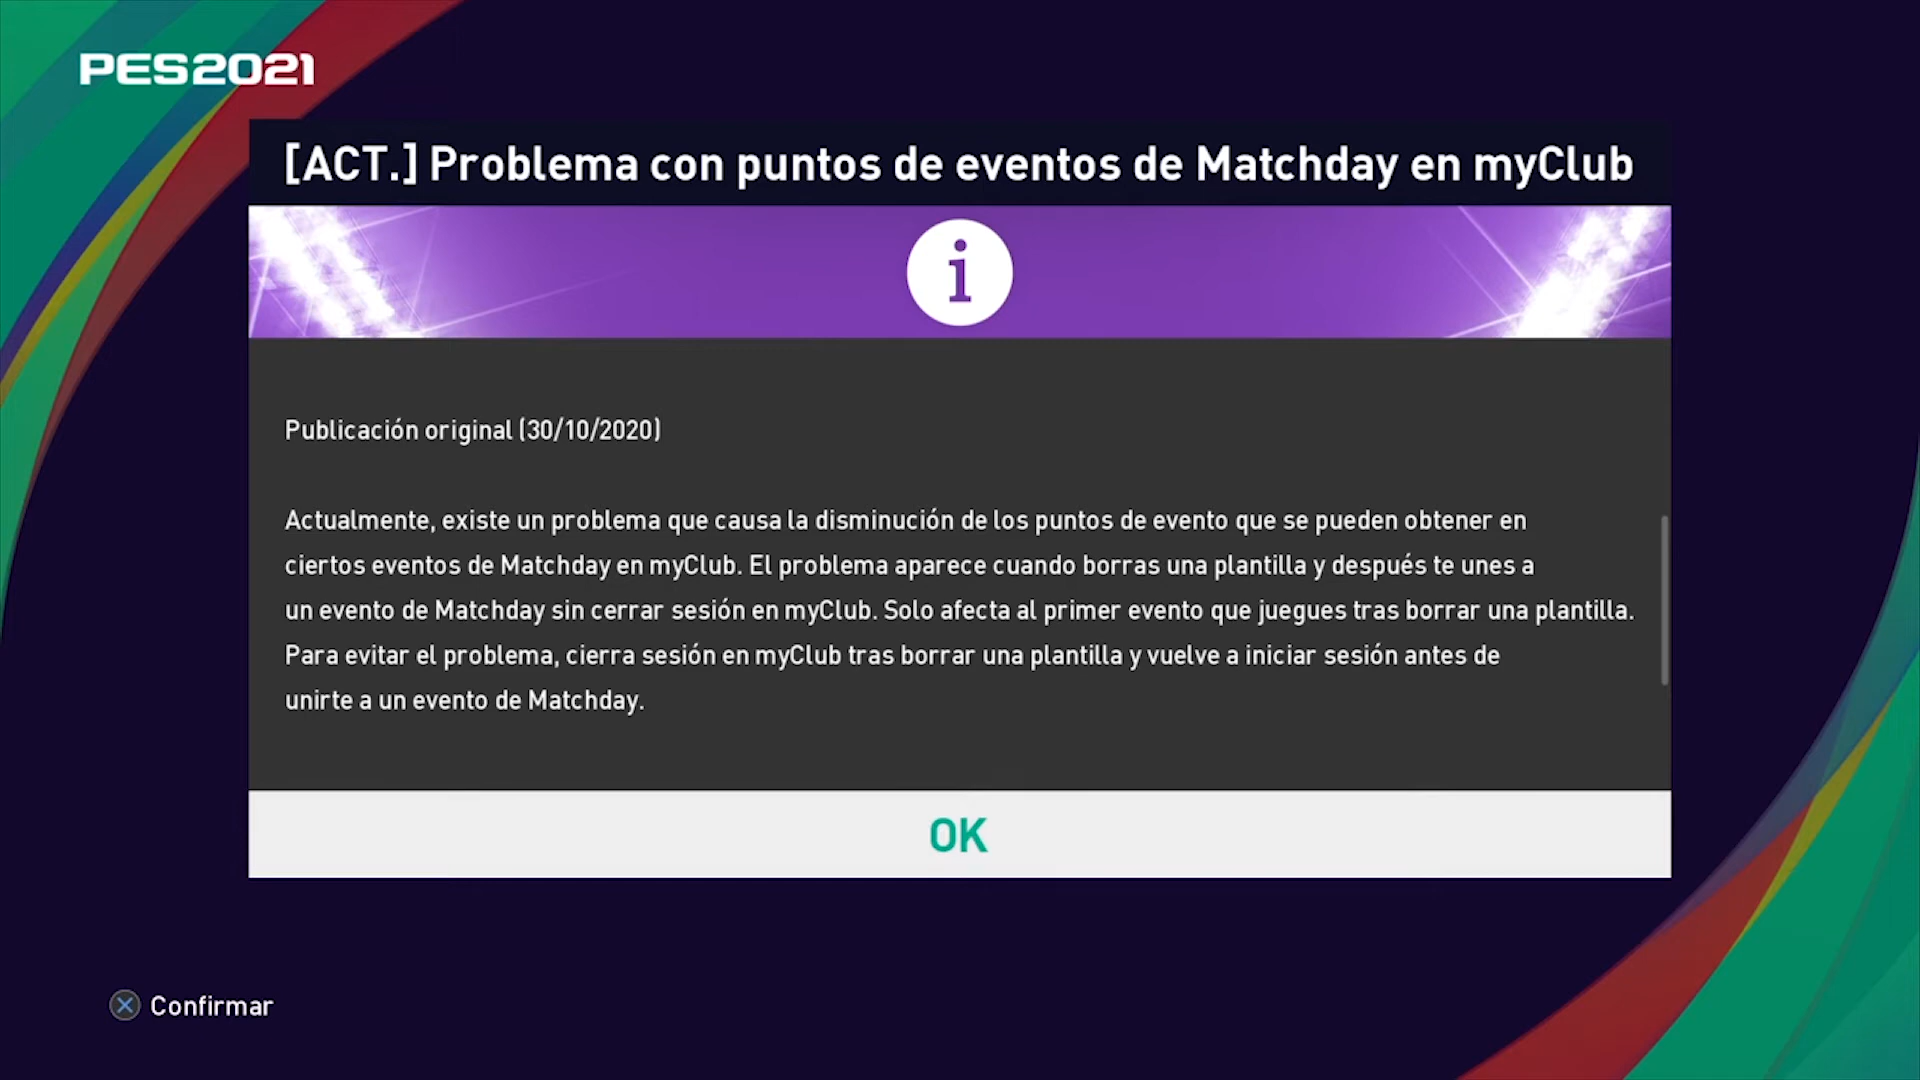 PES2021
[ACT.] Problema con puntos de eventos de Matchday en myClub
i
Publicación original (30/10/2020)
Actualmente, existe un problema que causa la disminución de los puntos de evento que se pueden obtener en
ciertos eventos de Matchday en myClub. El problema aparece cuando borras una plantilla y después te unes a
un evento de Matchday sin cerrar sesión en myClub. Solo afecta al primer evento que juegues tras borrar una plantilla.
Para evitar el problema, cierra sesión en myClub tras borrar una plantilla y vuelve a iniciar sesión antes de
unirte a un evento de Matchday.
OK
Confirmar